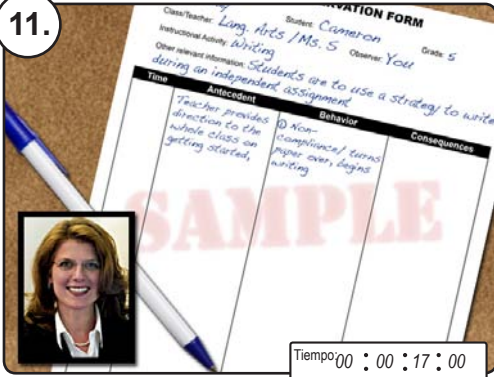 11.
VATION FORM
Class/Teacher: Lang. Arts / Ms. S Student: Cameron
Instructional Activity: Writing Observer: You Grade: 5
Other relevant information: Students are to use a strategy to write
during an independent assignment
Time Antecedent Behavior Consequences
Teacher provides
direction to the
whole class on
getting started,
① Non-
compliance/ turns
paper over, begins
writing
SAMPLE
Tiempo: 00 : 00 : 17 : 00